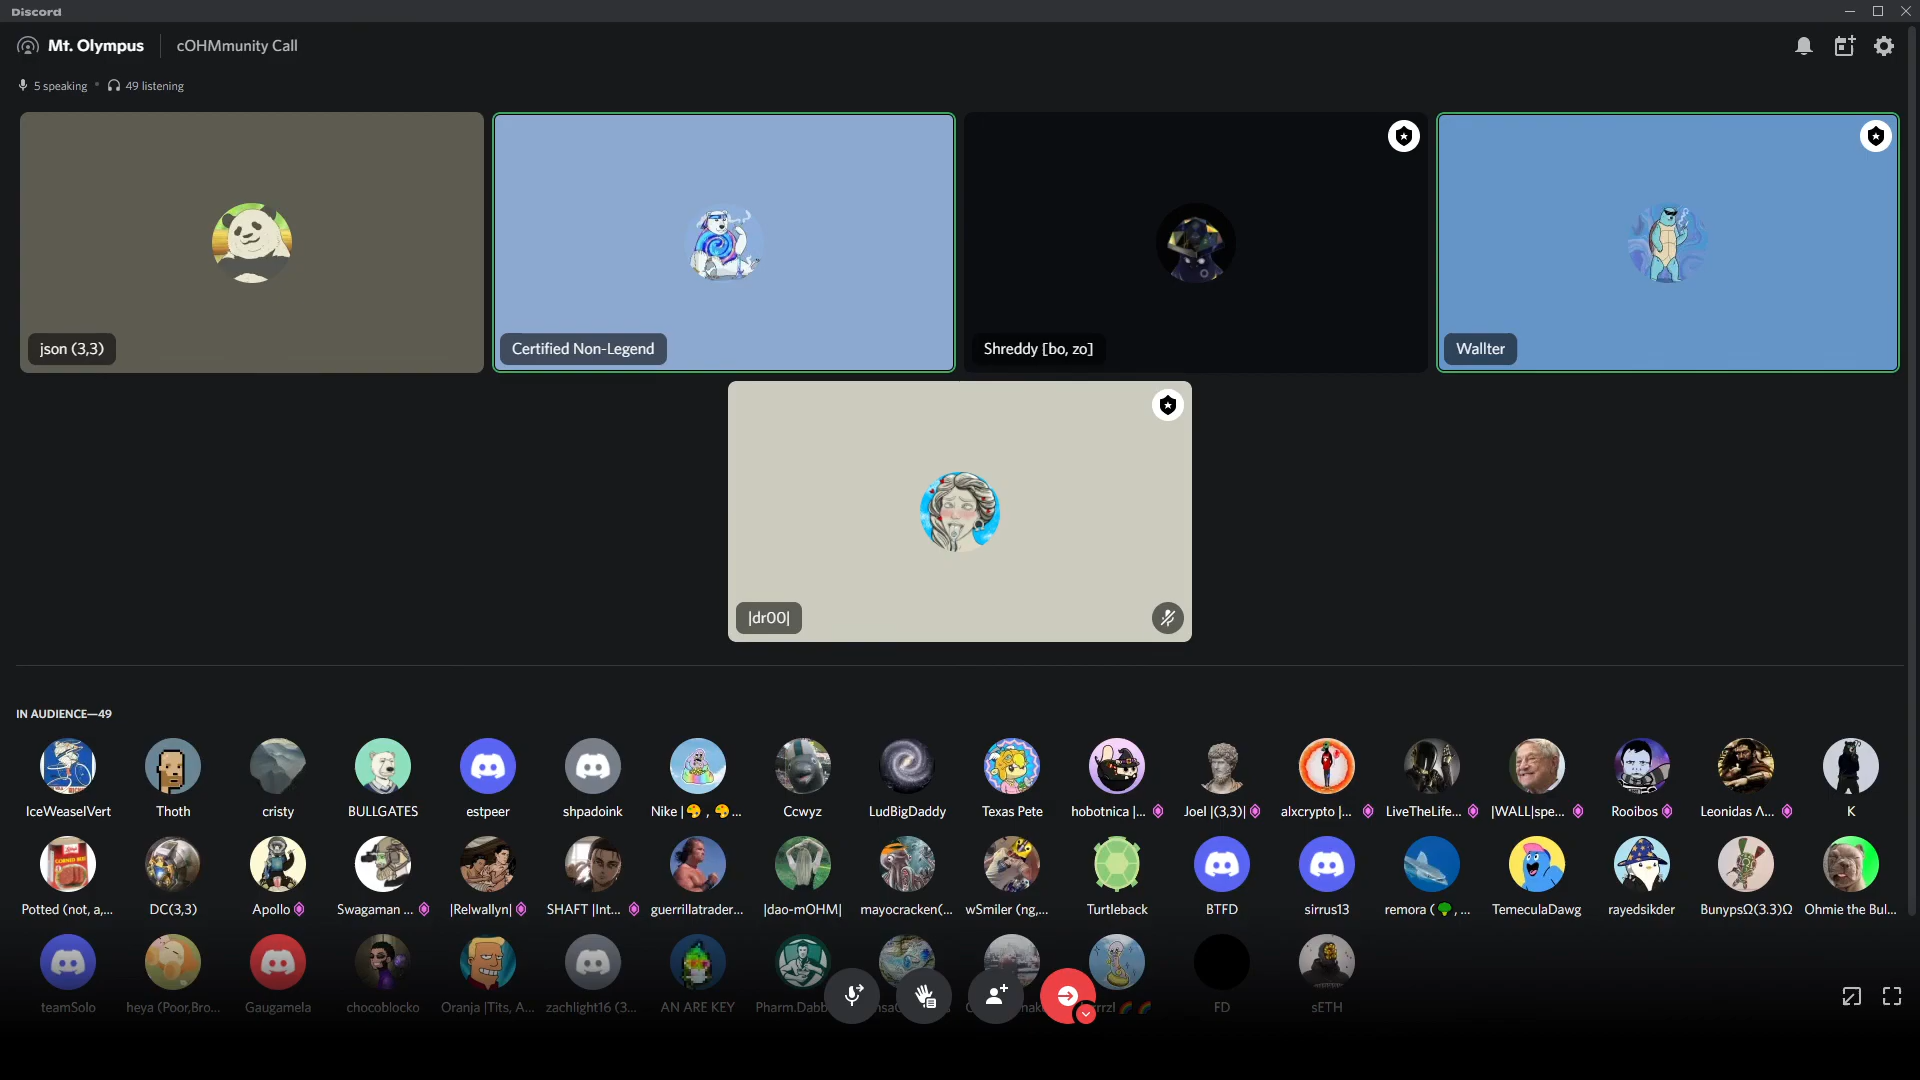 Discord
Mt. Olympus cOHMmunity Call
5 speaking • 49 listening
json (3,3) Certified Non-Legend Shreddy [bo, zo] Wallter
|dr00|
IN AUDIENCE—49
IceWeaselVert Thoth cristy BULLGATES estpeer shpadoink Nike | , ... Ccwyz LudBigDaddy Texas Pete hobotnica |... Joel |(3,3)| alxcrypto |... LiveTheLife... |WALL|spe... Rooibos Leonidas Λ... K
Potted (not, a,... DC(3,3) Apollo Swagaman ... |Relwallyn| SHAFT |Int... guerrillatrader... |dao-mOHM| mayocracken(... wSmiler (ng,... Turtleback BTFD sirrus13 remora (🥦, ... TemeculaDawg rayedsikder BunypsΩ(3.3)Ω Ohmie the Bul...
teamSolo heya (Poor,Bro... Gaugamela chocoblocko Oranja |Tits, A... zachlight16 (3... AN ARE KEY Pharm.Dabb FD sETH